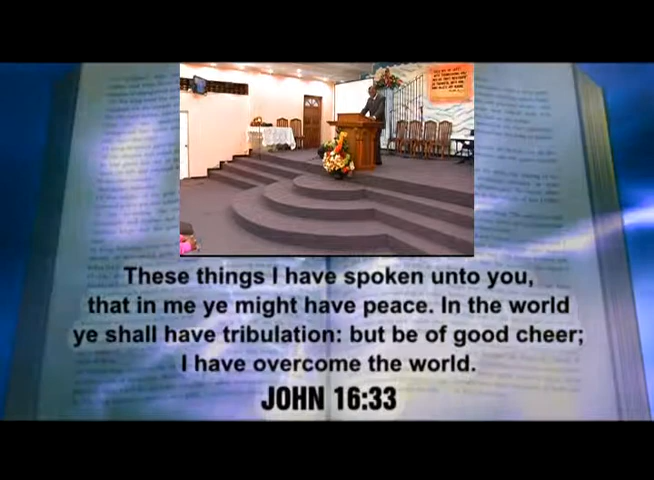 These things I have spoken unto you,
that in me ye might have peace. In the world
ye shall have tribulation: but be of good cheer;
I have overcome the world.
JOHN 16:33